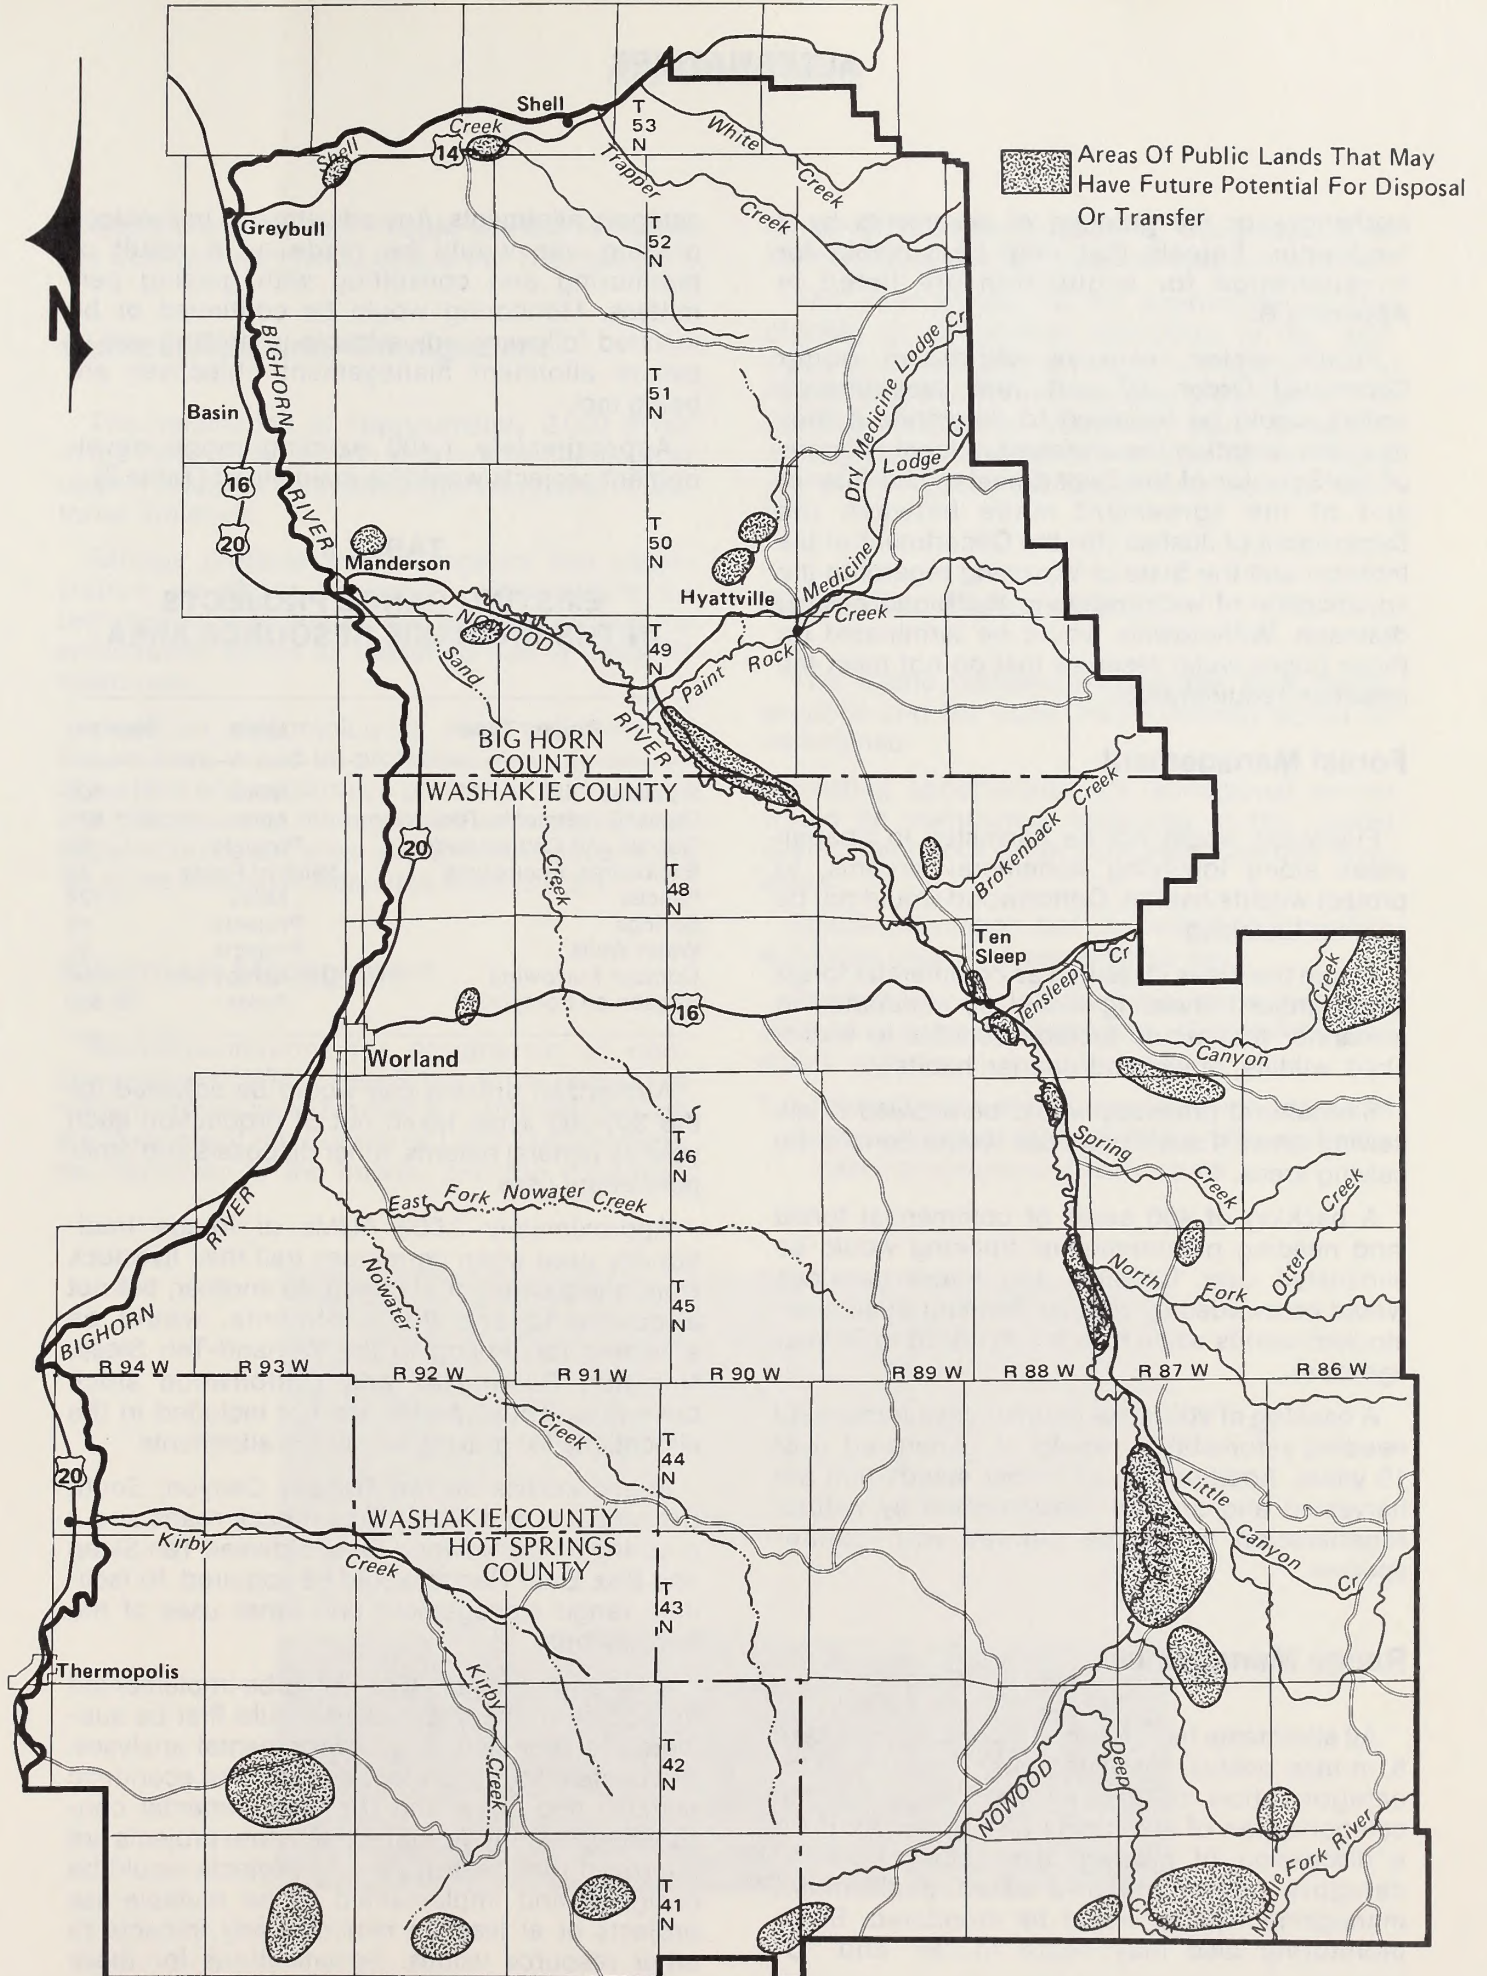 Shell
Creek
14
T
53
N
White
Creek
Trapper
Creek
Shell
Areas Of Public Lands That May
Have Future Potential For Disposal
Or Transfer
Greybull
T
52
N
N
BIGHORN
RIVER
Basin
T
51
N
Dry Medicine Lodge Cr
Medicine
Lodge
Cr
16
20
T
50
N
Manderson
Hyattville
Creek
NOWOOD
RIVER
Sand
T
49
N
Paint
Rock
BIG HORN
COUNTY
WASHAKIE COUNTY
20
Creek
T
48
N
Brokenback
Creek
Ten
Sleep
Tensleep
Cr
Creek
Canyon
16
Worland
T
46
N
Spring
Creek
East Fork Nowater Creek
Nowater
Creek
RIVER
BIGHORN
North
Fork
Otter
Creek
T
45
N
R 94 W
R 93 W
R 92 W
R 91 W
R 90 W
R 89 W
R 88 W
R 87 W
R 86 W
20
T
44
N
Little
Canyon
Cr
RIVER
WASHAKIE COUNTY
HOT SPRINGS
COUNTY
Kirby
Creek
T
43
N
Thermopolis
Kirby
Creek
T
42
N
NOWOOD
Deep
Creek
Middle Fork River
T
41
N